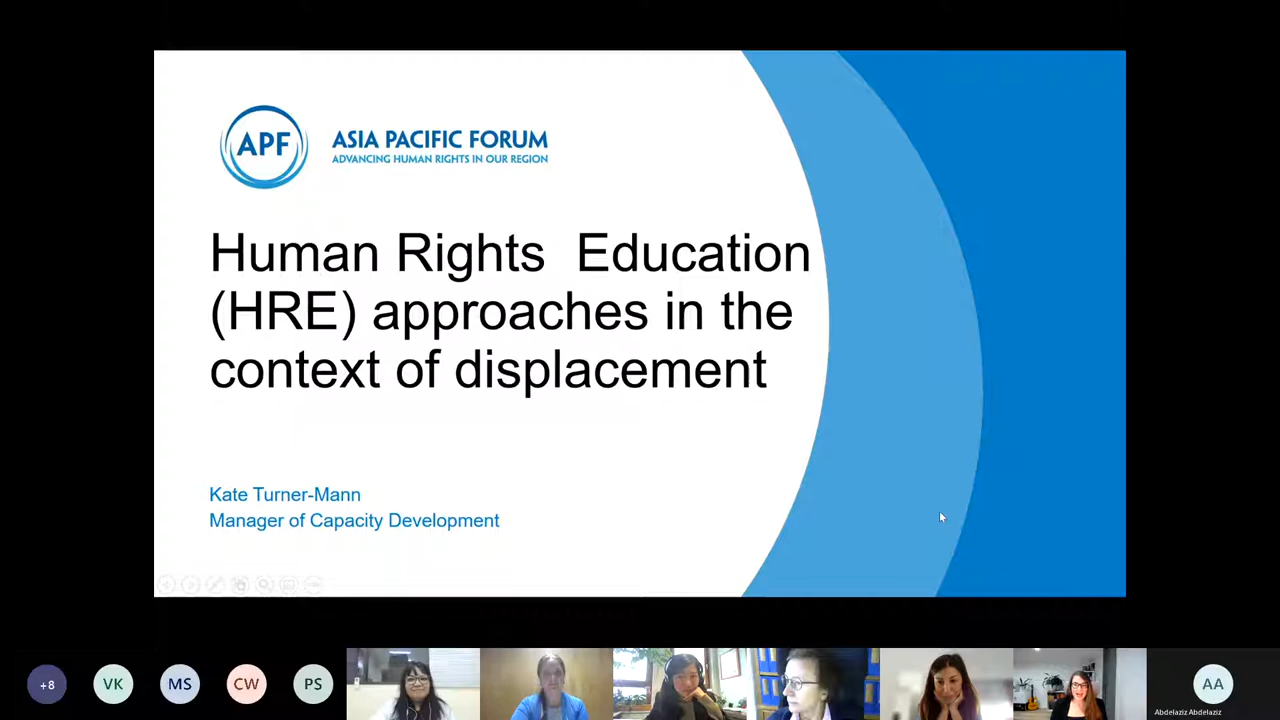 APF
ASIA PACIFIC FORUM
ADVANCING HUMAN RIGHTS IN OUR REGION
Human Rights  Education
(HRE) approaches in the
context of displacement
Kate Turner-Mann
Manager of Capacity Development
+8
VK
MS
CW
PS
AA
Abdelaziz Abdelaziz